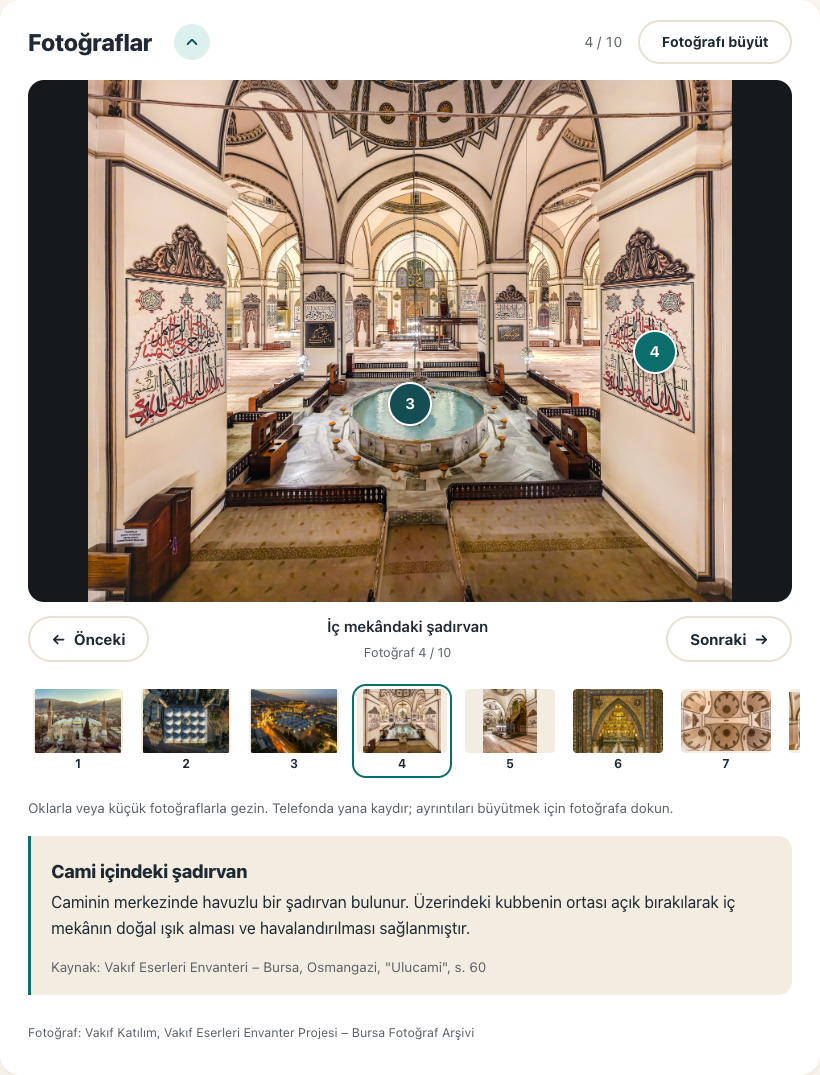 Fotoğraflar
4 / 10
Fotoğrafı büyüt
4
3
← Önceki
İç mekândaki şadırvan
Fotoğraf 4 / 10
Sonraki →
1
2
3
4
5
6
7
Oklarla veya küçük fotoğraflarla gezin. Telefonda yana kaydır; ayrıntıları büyütmek için fotoğrafa dokun.
Cami içindeki şadırvan
Caminin merkezinde havuzlu bir şadırvan bulunur. Üzerindeki kubbenin ortası açık bırakılarak iç
mekânın doğal ışık alması ve havalandırılması sağlanmıştır.
Kaynak: Vakıf Eserleri Envanteri – Bursa, Osmangazi, "Ulucami", s. 60
Fotoğraf: Vakıf Katılım, Vakıf Eserleri Envanter Projesi – Bursa Fotoğraf Arşivi